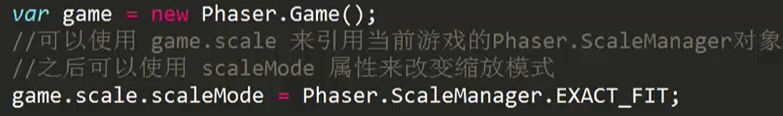 var game = new Phaser.Game();
//可以使用 game.scale 来引用当前游戏的Phaser.ScaleManager对象
//之后可以使用 scaleMode 属性来改变缩放模式
game.scale.scaleMode = Phaser.ScaleManager.EXACT_FIT;